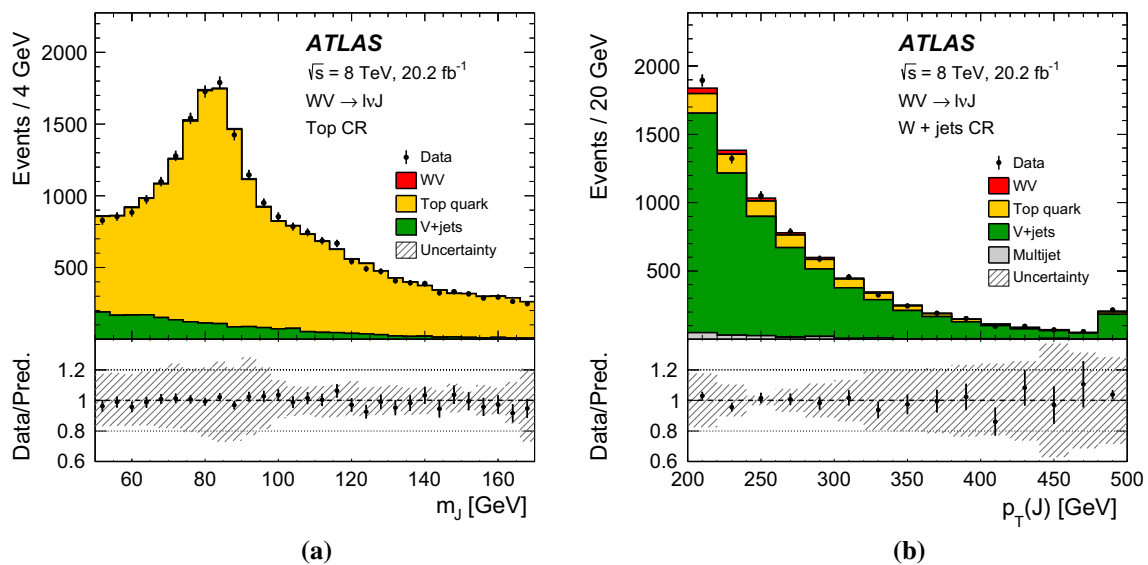 ATLAS
√s = 8 TeV, 20.2 fb⁻¹
WV → lνJ
Top CR
Data
WV
Top quark
V+jets
Uncertainty
Events / 4 GeV
2000
1500
1000
500
Data/Pred.
1.2
1
0.8
0.6
60 80 100 120 140 160
m_J [GeV]
(a)
ATLAS
√s = 8 TeV, 20.2 fb⁻¹
WV → lνJ
W + jets CR
Data
WV
Top quark
V+jets
Multijet
Uncertainty
Events / 20 GeV
2000
1500
1000
500
Data/Pred.
1.2
1
0.8
0.6
200 250 300 350 400 450 500
p_T(J) [GeV]
(b)